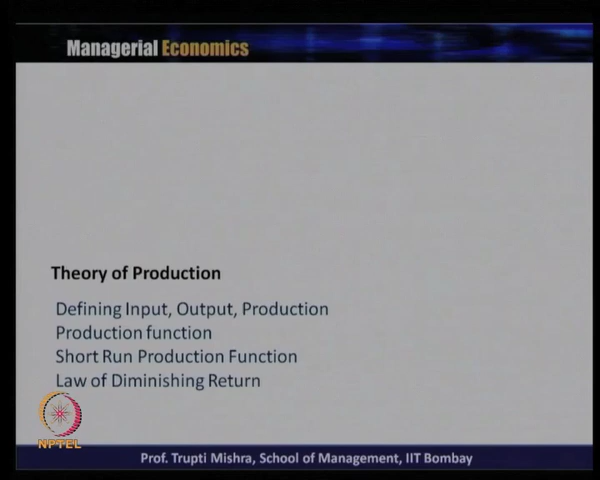 Managerial Economics
Theory of Production
Defining Input, Output, Production
Production function
Short Run Production Function
Law of Diminishing Return
NPTEL
Prof. Trupti Mishra, School of Management, IIT Bombay